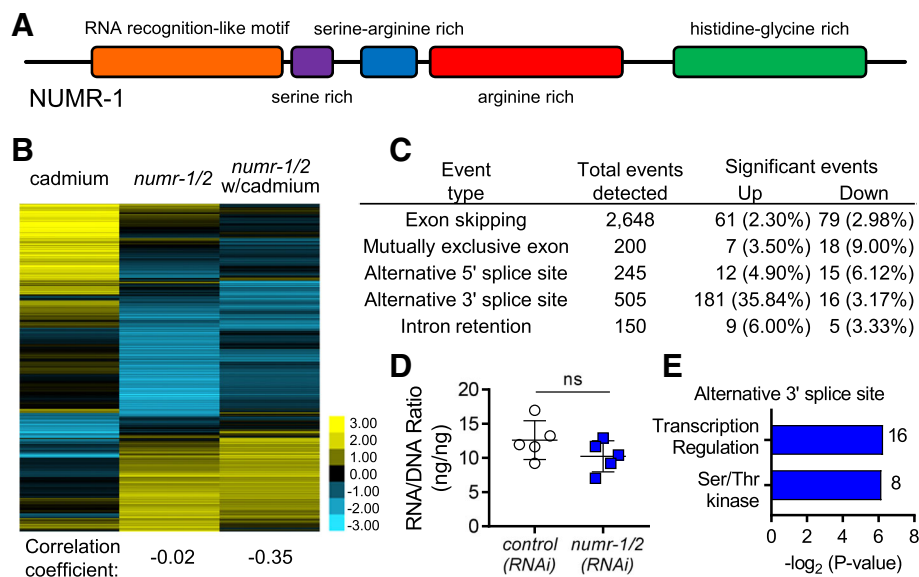 A
RNA recognition-like motif
serine-arginine rich
histidine-glycine rich
serine rich
arginine rich
NUMR-1
B
cadmium
numr-1/2
numr-1/2
w/cadmium
3.00
2.00
1.00
0.00
-1.00
-2.00
-3.00
Correlation
coefficient:
-0.02
-0.35
C
Event
type
Total events
detected
Significant events
Up
Down
Exon skipping 2,648 61 (2.30%) 79 (2.98%)
Mutually exclusive exon 200 7 (3.50%) 18 (9.00%)
Alternative 5' splice site 245 12 (4.90%) 15 (6.12%)
Alternative 3' splice site 505 181 (35.84%) 16 (3.17%)
Intron retention 150 9 (6.00%) 5 (3.33%)
D
ns
RNA/DNA Ratio
(ng/ng)
20
15
10
5
0
control
(RNAi)
numr-1/2
(RNAi)
E
Alternative 3' splice site
Transcription
Regulation
16
Ser/Thr
kinase
8
0 2 4 6 8
-log2 (P-value)